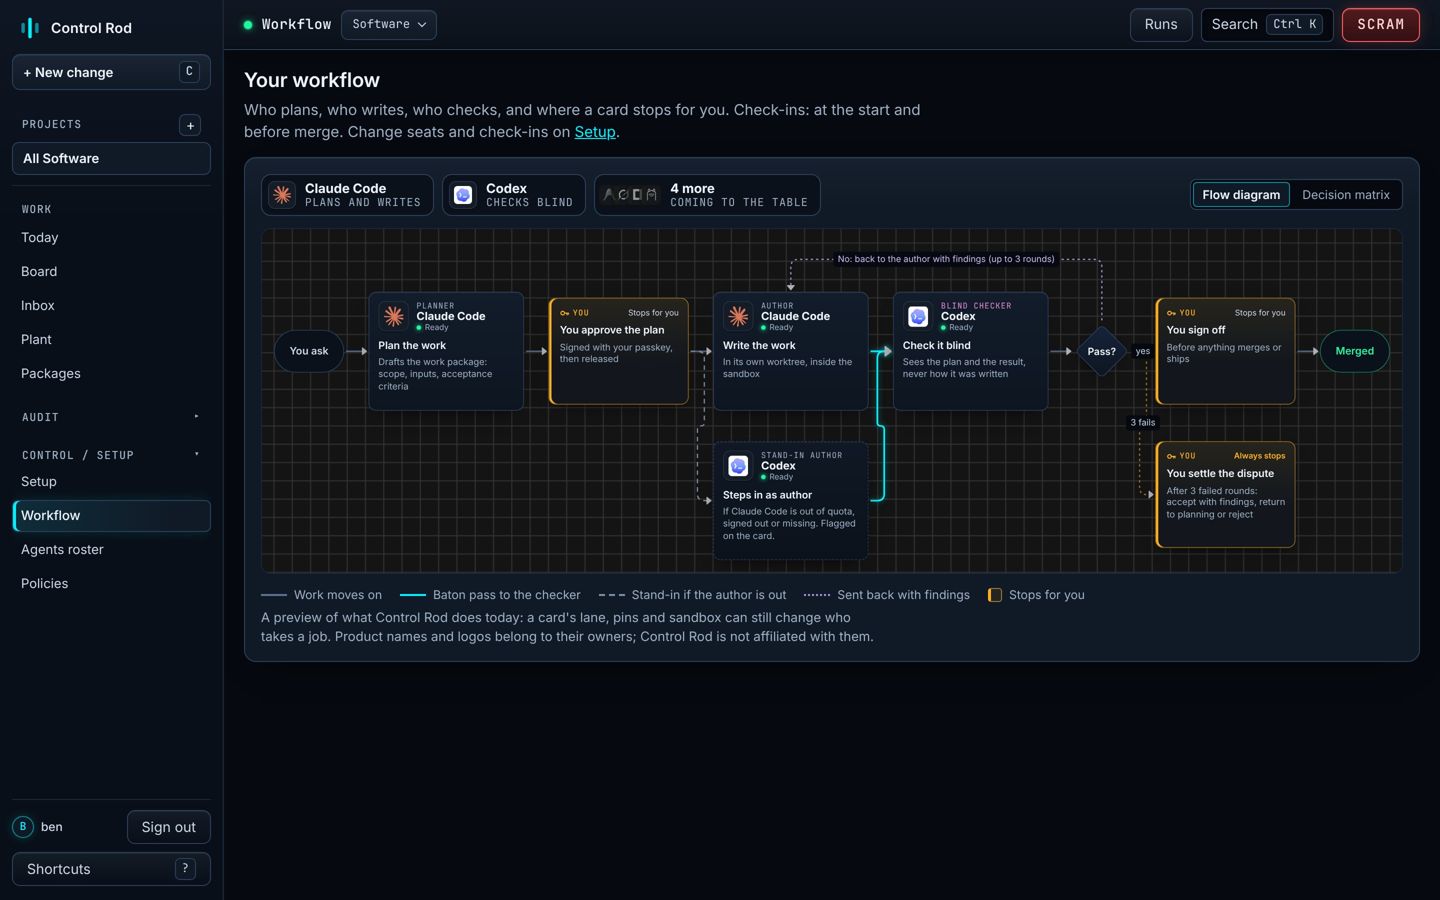 Control Rod
+ New change
C
PROJECTS
+
All Software
WORK
Today
Board
Inbox
Plant
Packages
AUDIT
CONTROL / SETUP
Setup
Workflow
Agents roster
Policies
B
ben
Sign out
Shortcuts
?
Workflow
Software
Runs
Search
Ctrl K
SCRAM
Your workflow
Who plans, who writes, who checks, and where a card stops for you. Check-ins: at the start and
before merge. Change seats and check-ins on Setup.
Claude Code
PLANS AND WRITES
Codex
CHECKS BLIND
4 more
COMING TO THE TABLE
Flow diagram
Decision matrix
No: back to the author with findings (up to 3 rounds)
You ask
PLANNER
Claude Code
Ready
Plan the work
Drafts the work package:
scope, inputs, acceptance
criteria
YOU
Stops for you
You approve the plan
Signed with your passkey,
then released
AUTHOR
Claude Code
Ready
Write the work
In its own worktree, inside the
sandbox
BLIND CHECKER
Codex
Ready
Check it blind
Sees the plan and the result,
never how it was written
Pass?
yes
YOU
Stops for you
You sign off
Before anything merges or
ships
Merged
3 fails
STAND-IN AUTHOR
Codex
Ready
Steps in as author
If Claude Code is out of quota,
signed out or missing. Flagged
on the card.
YOU
Always stops
You settle the dispute
After 3 failed rounds:
accept with findings, return
to planning or reject
Work moves on
Baton pass to the checker
Stand-in if the author is out
Sent back with findings
Stops for you
A preview of what Control Rod does today: a card's lane, pins and sandbox can still change who
takes a job. Product names and logos belong to their owners; Control Rod is not affiliated with them.